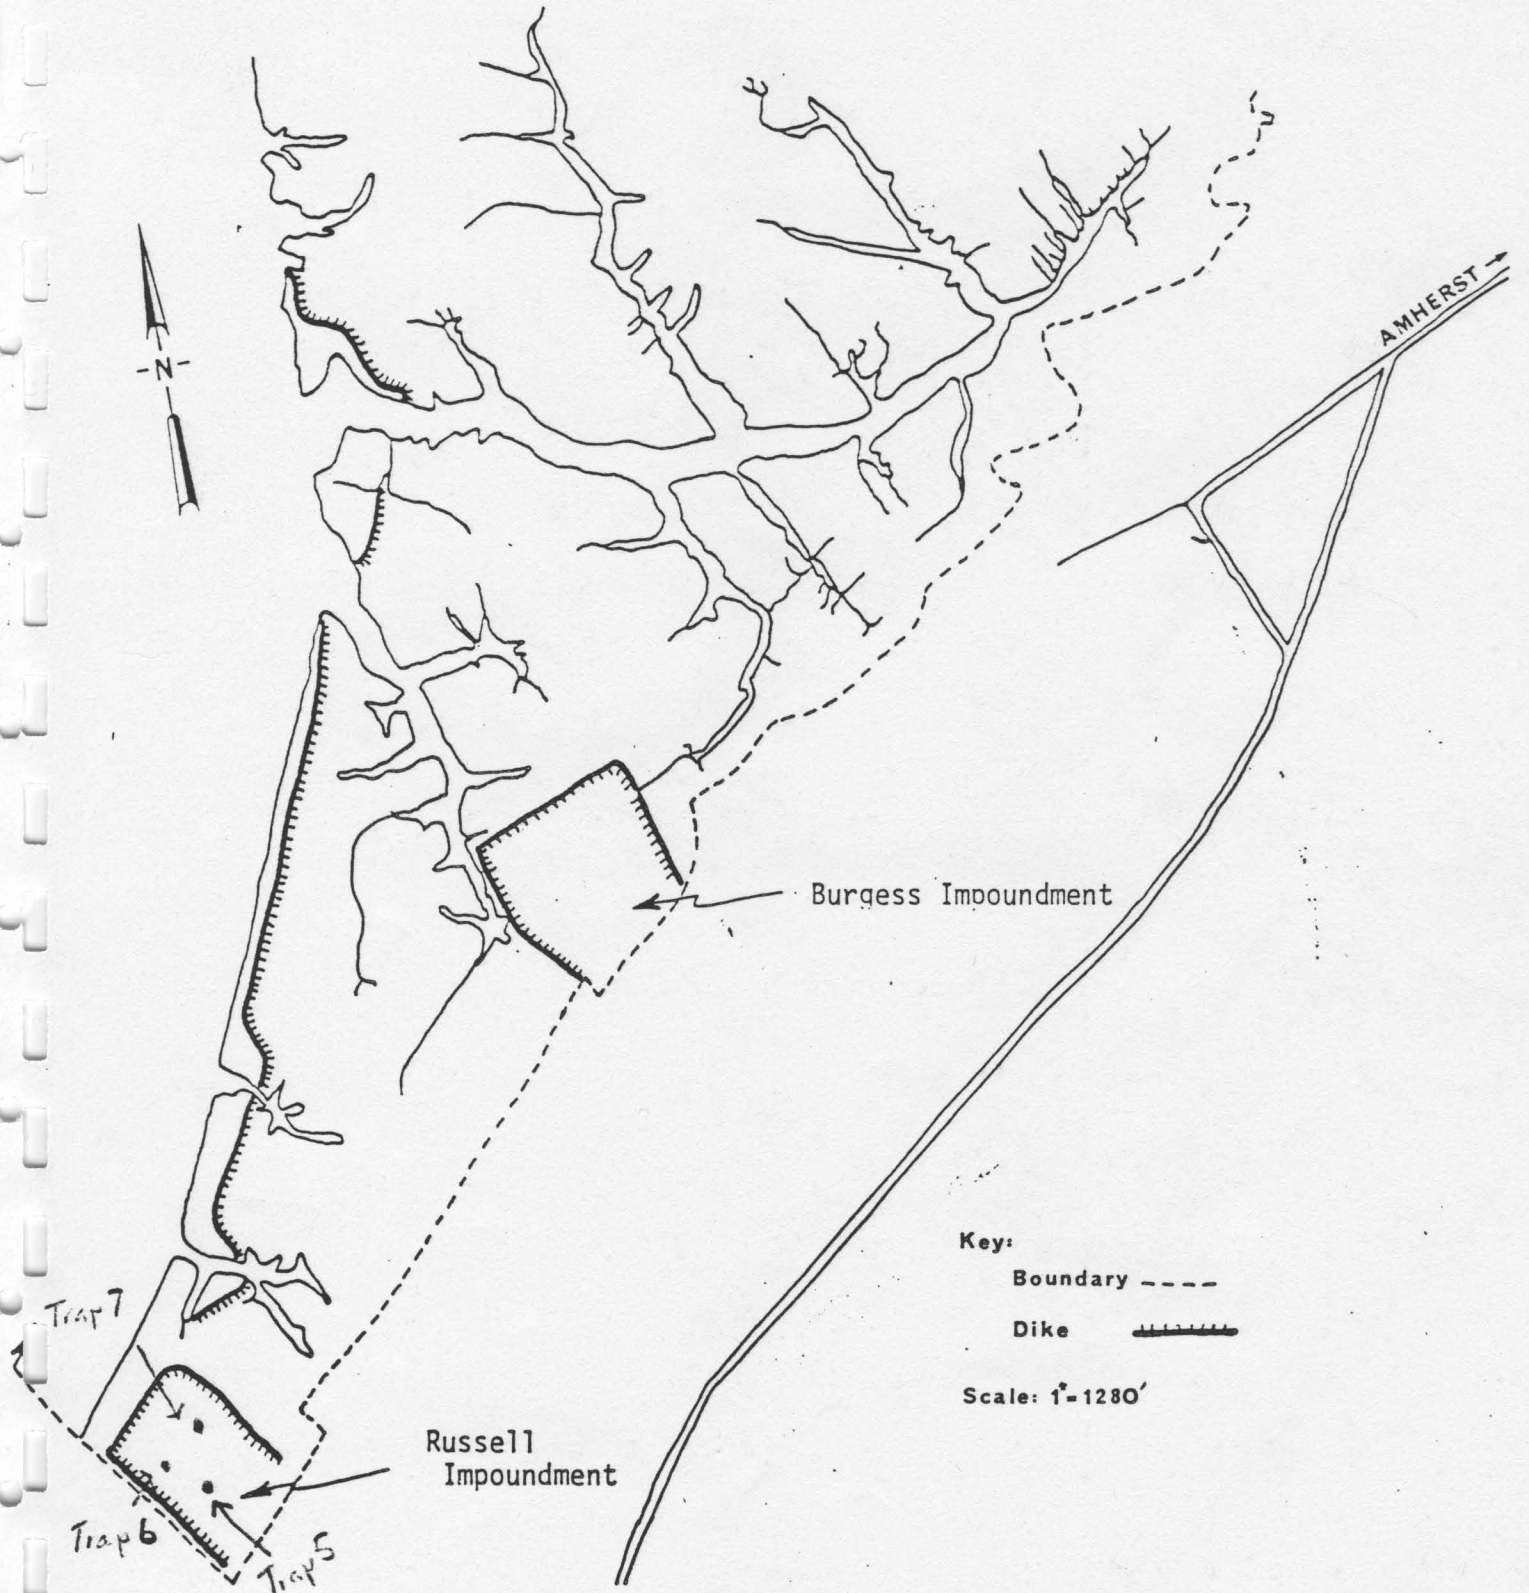 -N-
AMHERST →
Burgess Impoundment
Key:
Boundary
Dike
Scale: 1"=1280'
Trap 7
Russell
Impoundment
Trap 6
Trap 5